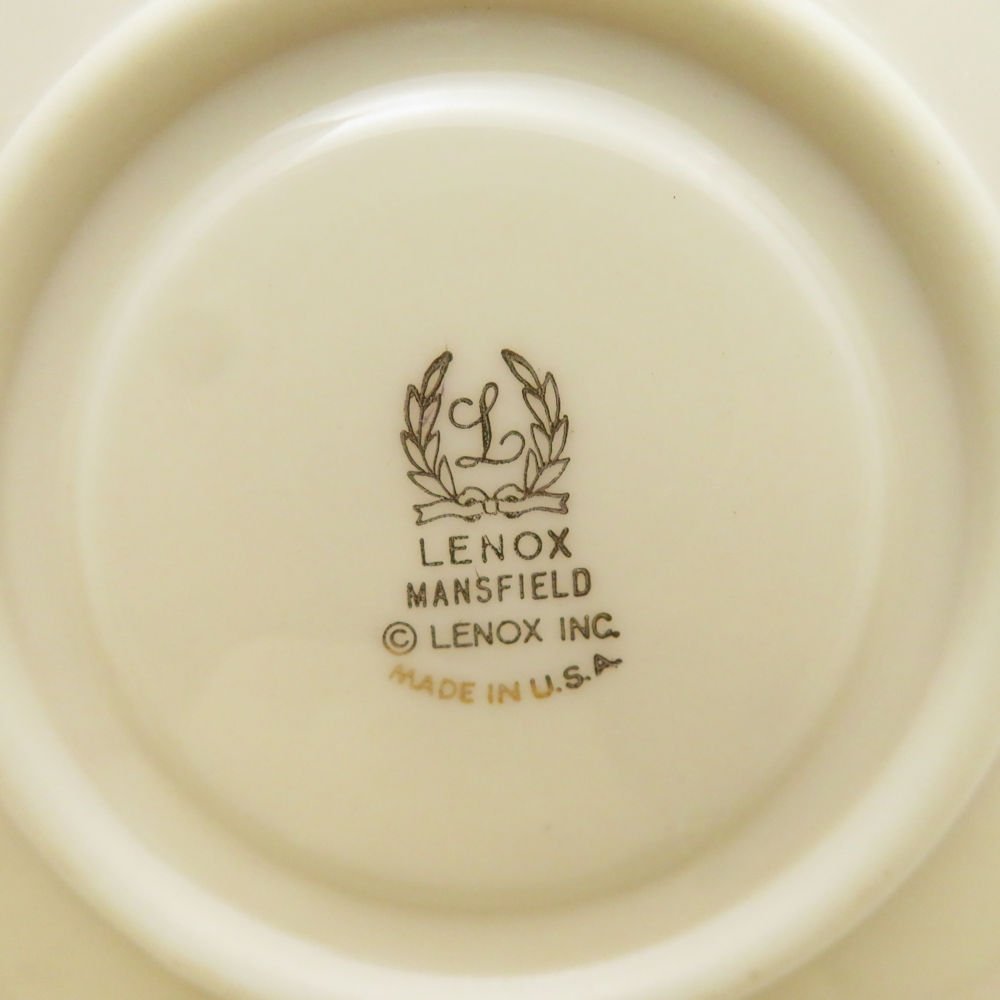 L
LENOX
MANSFIELD
© LENOX INC.
MADE IN U.S.A.